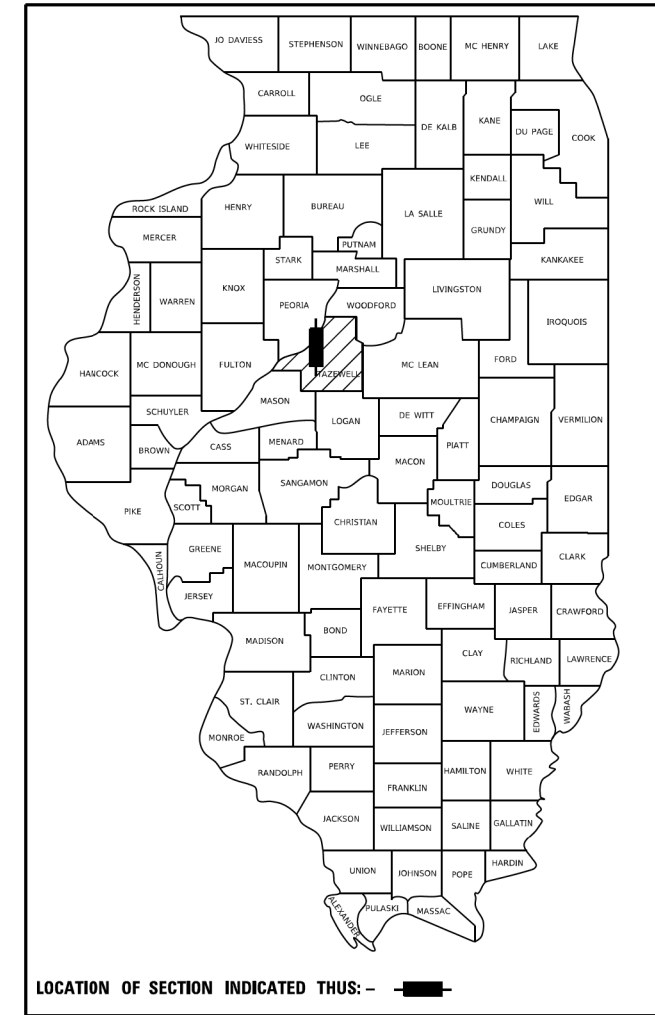 JO DAVIESS
STEPHENSON
WINNEBAGO
BOONE
MC HENRY
LAKE
CARROLL
OGLE
DE KALB
KANE
DU PAGE
COOK
WHITESIDE
LEE
KENDALL
WILL
ROCK ISLAND
HENRY
BUREAU
LA SALLE
GRUNDY
MERCER
PUTNAM
STARK
MARSHALL
KANKAKEE
HENDERSON
WARREN
KNOX
PEORIA
WOODFORD
LIVINGSTON
IROQUOIS
HANCOCK
MC DONOUGH
FULTON
TAZEWELL
MC LEAN
FORD
MASON
SCHUYLER
LOGAN
DE WITT
CHAMPAIGN
VERMILION
ADAMS
BROWN
CASS
MENARD
PIATT
MACON
PIKE
SCOTT
MORGAN
SANGAMON
MOULTRIE
DOUGLAS
EDGAR
CHRISTIAN
COLES
CALHOUN
GREENE
MACOUPIN
MONTGOMERY
SHELBY
CUMBERLAND
CLARK
JERSEY
FAYETTE
EFFINGHAM
JASPER
CRAWFORD
MADISON
BOND
CLAY
RICHLAND
LAWRENCE
CLINTON
MARION
ST. CLAIR
WASHINGTON
WAYNE
EDWARDS
WABASH
MONROE
JEFFERSON
RANDOLPH
PERRY
HAMILTON
WHITE
FRANKLIN
JACKSON
WILLIAMSON
SALINE
GALLATIN
UNION
JOHNSON
POPE
HARDIN
ALEXANDER
PULASKI
MASSAC
LOCATION OF SECTION INDICATED THUS: –